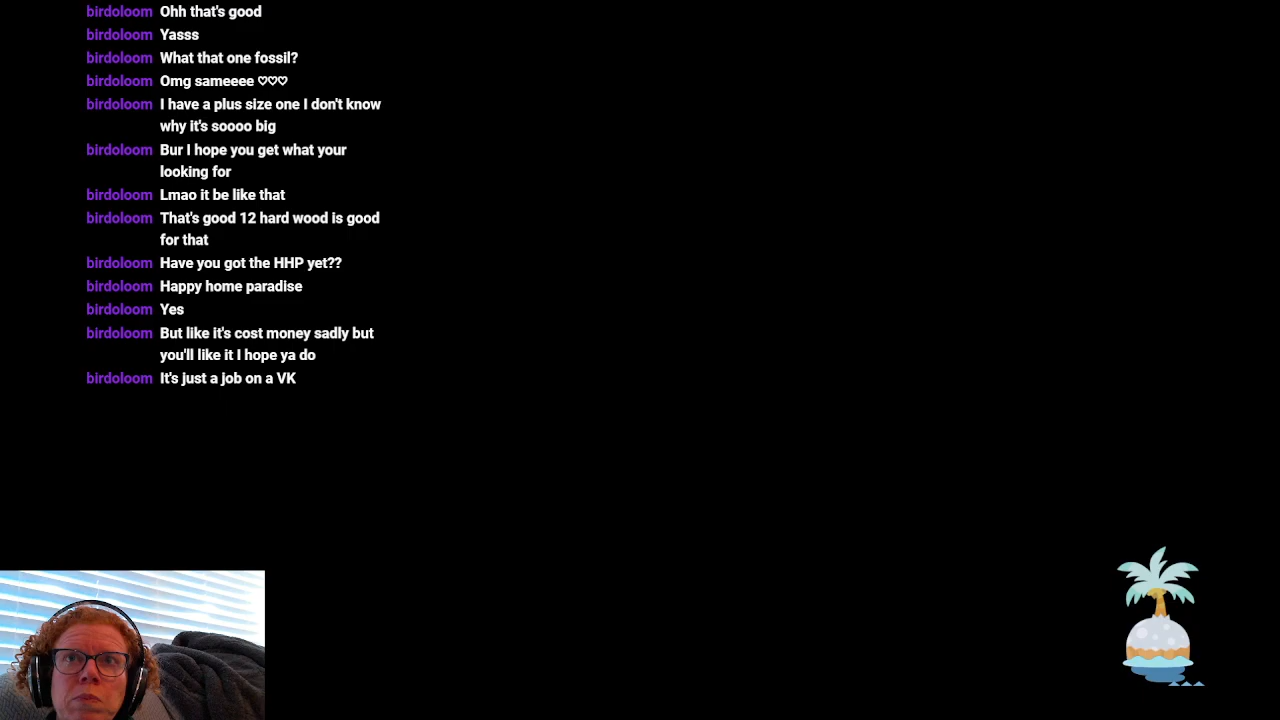 birdoloom Ohh that's good
birdoloom Yasss
birdoloom What that one fossil?
birdoloom Omg sameeee ♡♡♡
birdoloom I have a plus size one I don't know
why it's soooo big
birdoloom Bur I hope you get what your
looking for
birdoloom Lmao it be like that
birdoloom That's good 12 hard wood is good
for that
birdoloom Have you got the HHP yet??
birdoloom Happy home paradise
birdoloom Yes
birdoloom But like it's cost money sadly but
you'll like it I hope ya do
birdoloom It's just a job on a VK